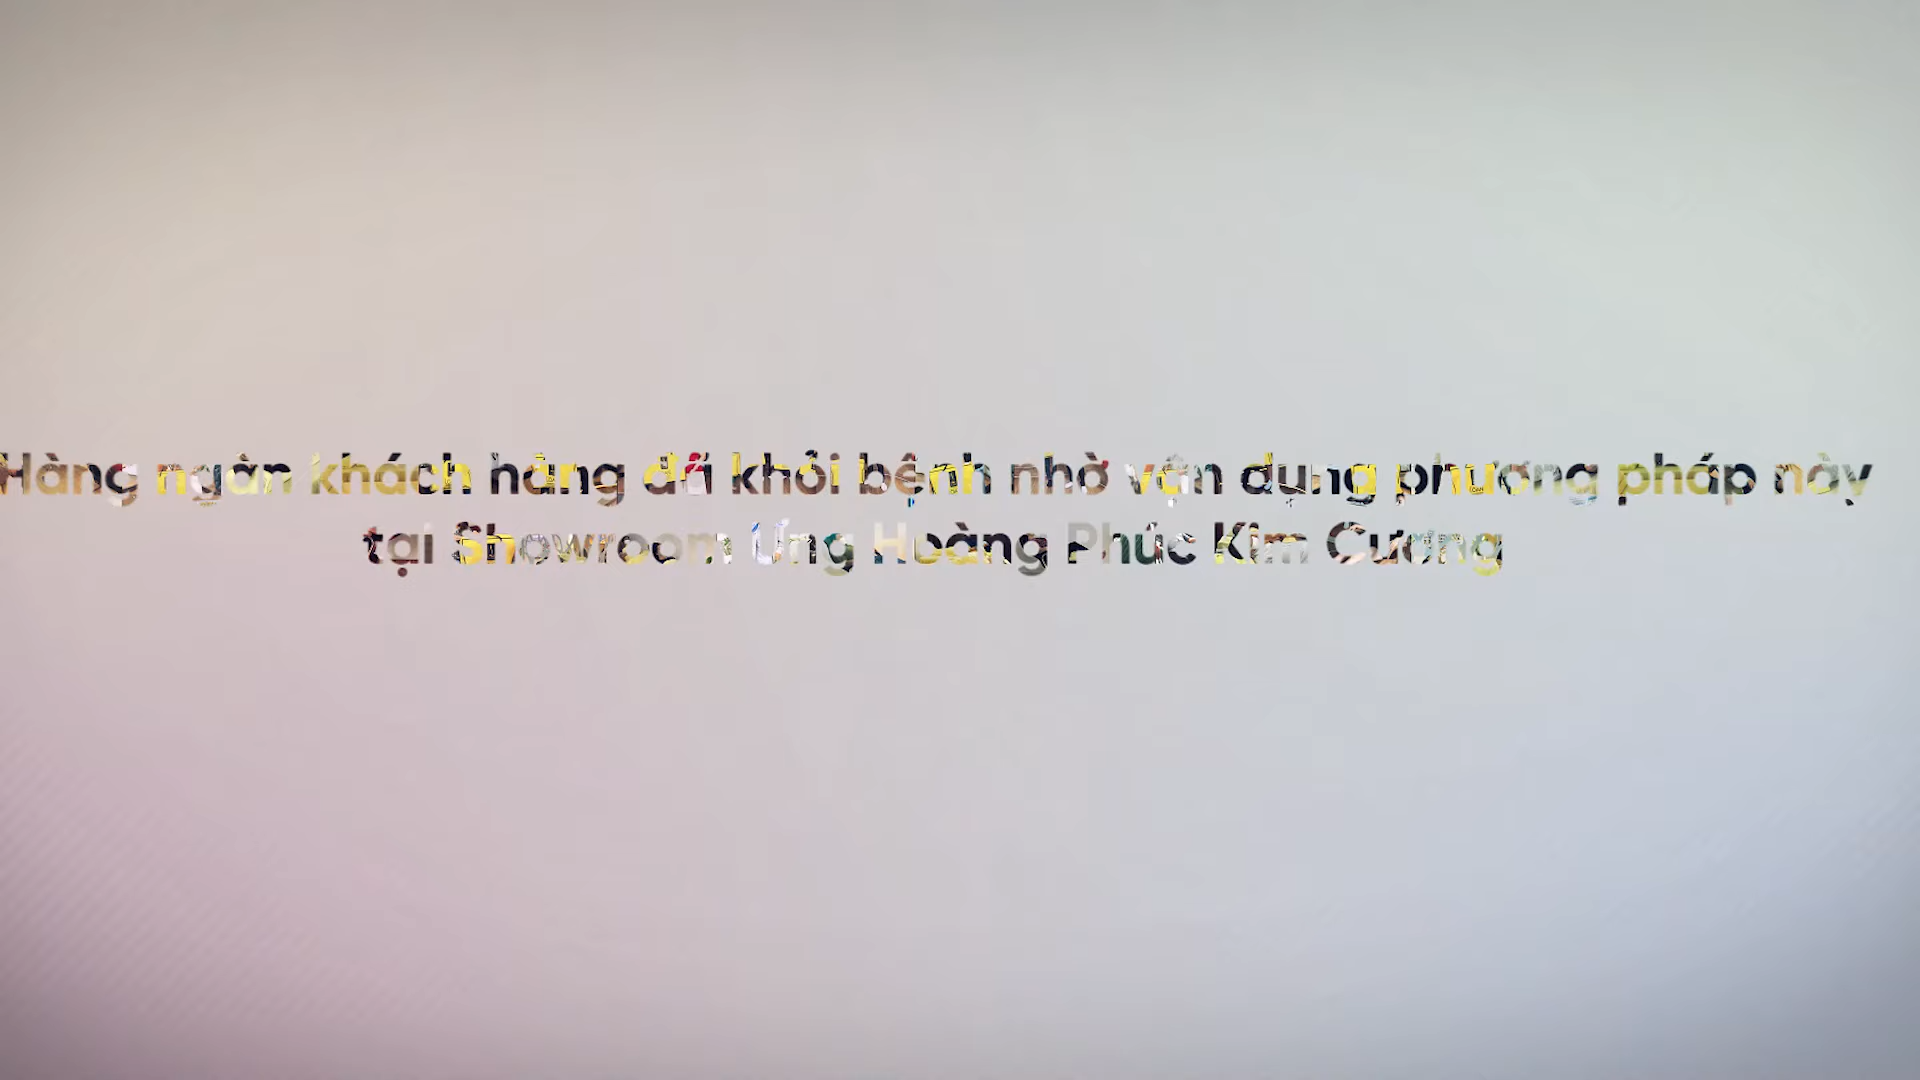 Hàng ngàn khách hàng đã khỏi bệnh nhờ vận dụng phương pháp này
tại Showroom Ưng Hoàng Phúc Kim Cương